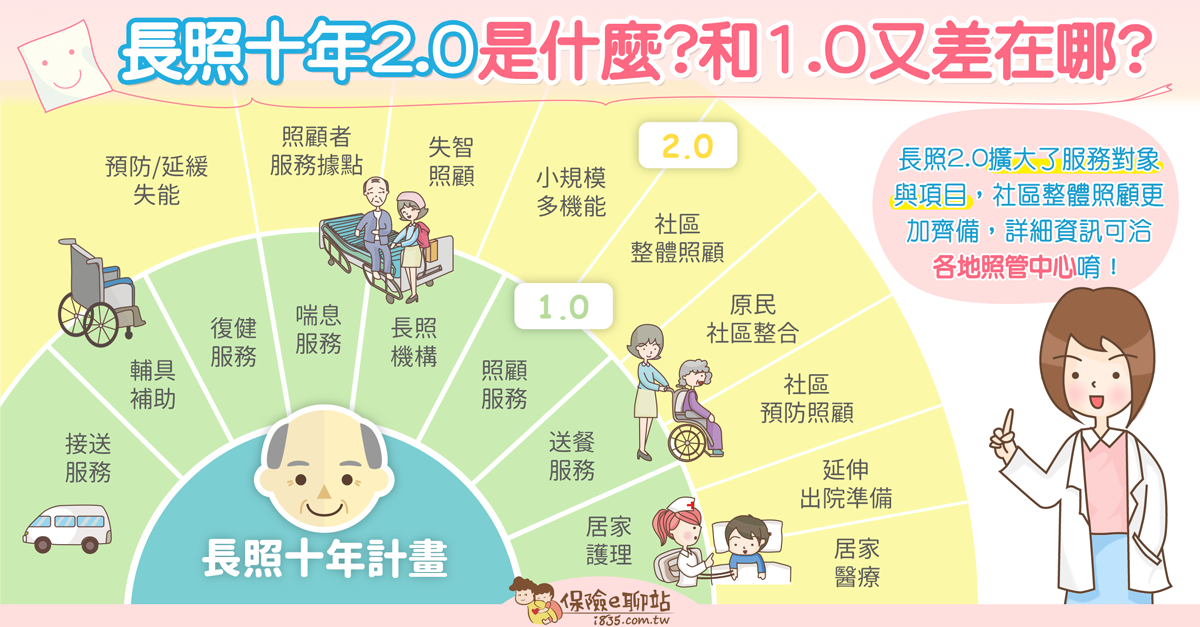 長照十年2.0是什麼?和1.0又差在哪?
預防/延緩
失能
照顧者
服務據點
失智
照顧
小規模
多機能
2.0
社區
整體照顧
原民
社區整合
社區
預防照顧
延伸
出院準備
居家
醫療
1.0
接送
服務
輔具
補助
復健
服務
喘息
服務
長照
機構
照顧
服務
送餐
服務
居家
護理
長照十年計畫
長照2.0擴大了服務對象
與項目，社區整體照顧更
加齊備，詳細資訊可洽
各地照管中心唷！
保險e聊站
i835.com.tw